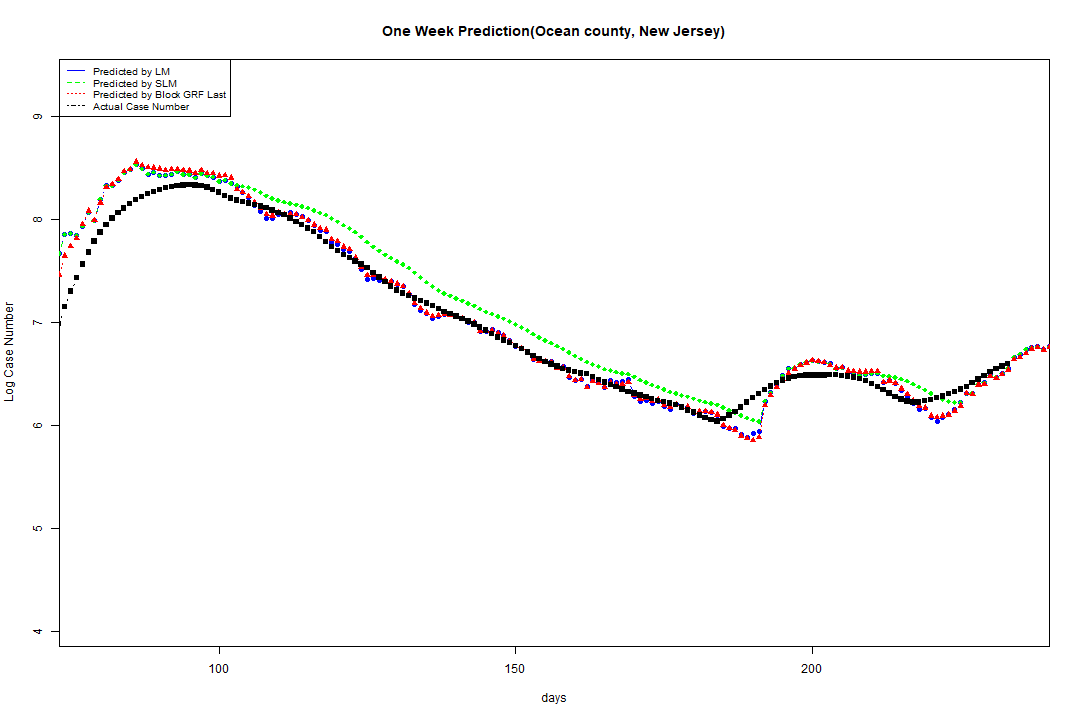 One Week Prediction(Ocean county, New Jersey)
Predicted by LM
Predicted by SLM
Predicted by Block GRF Last
Actual Case Number
9
8
7
6
5
4
Log Case Number
100 150 200
days